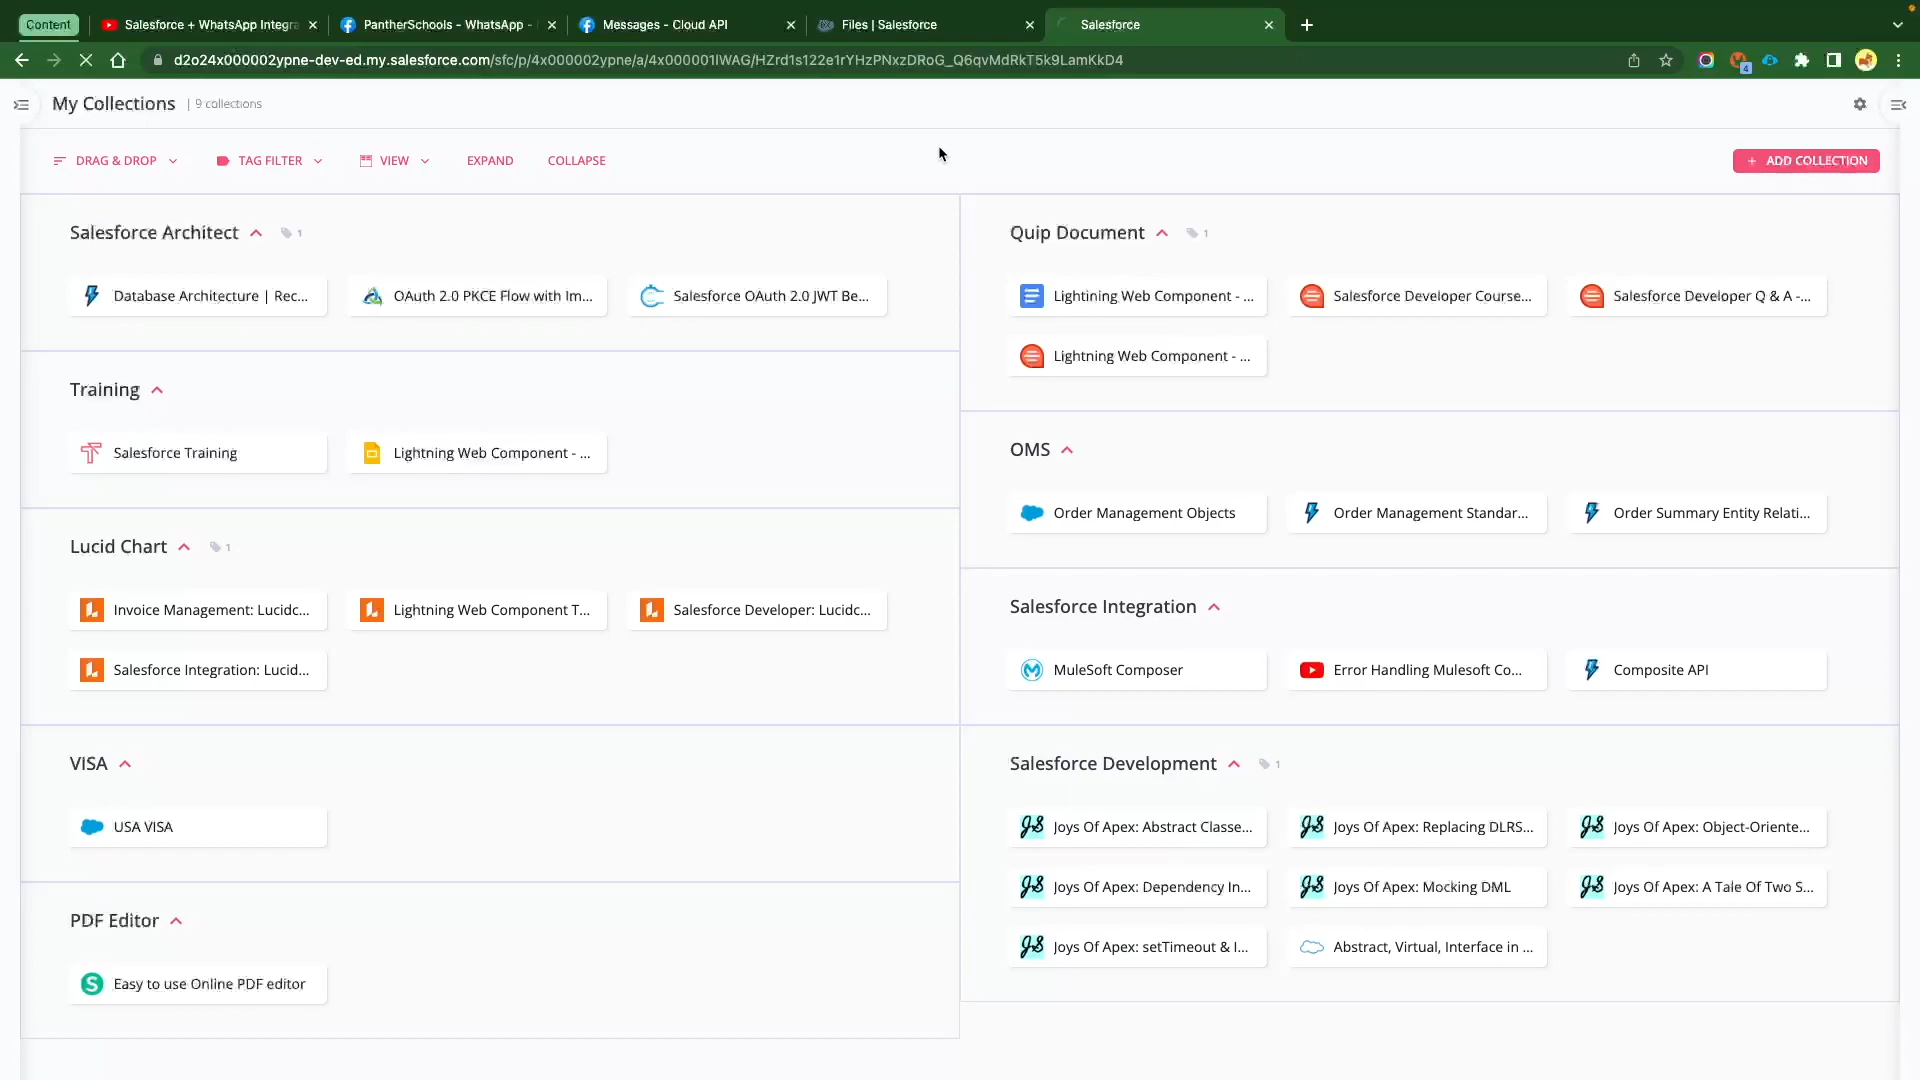 Content
Salesforce + WhatsApp Integra
PantherSchools - WhatsApp -
Messages - Cloud API
Files | Salesforce
Salesforce
d2o24x000002ypne-dev-ed.my.salesforce.com/sfc/p/4x000002ypne/a/4x000001lWAG/HZrd1s122e1rYHzPNxzDRoG_Q6qvMdRkT5k9LamKkD4
4
My Collections | 9 collections
DRAG & DROP
TAG FILTER
VIEW
EXPAND
COLLAPSE
+ ADD COLLECTION
Salesforce Architect 1
Database Architecture | Rec...
OAuth 2.0 PKCE Flow with Im...
Salesforce OAuth 2.0 JWT Be...
Training
Salesforce Training
Lightning Web Component - ...
Lucid Chart 1
Invoice Management: Lucidc...
Lightning Web Component T...
Salesforce Developer: Lucidc...
Salesforce Integration: Lucid...
VISA
USA VISA
PDF Editor
Easy to use Online PDF editor
Quip Document 1
Lightining Web Component - ...
Salesforce Developer Course...
Salesforce Developer Q & A -...
Lightning Web Component - ...
OMS
Order Management Objects
Order Management Standar...
Order Summary Entity Relati...
Salesforce Integration
MuleSoft Composer
Error Handling Mulesoft Co...
Composite API
Salesforce Development 1
Joys Of Apex: Abstract Classe...
Joys Of Apex: Replacing DLRS...
Joys Of Apex: Object-Oriente...
Joys Of Apex: Dependency In...
Joys Of Apex: Mocking DML
Joys Of Apex: A Tale Of Two S...
Joys Of Apex: setTimeout & I...
Abstract, Virtual, Interface in ...